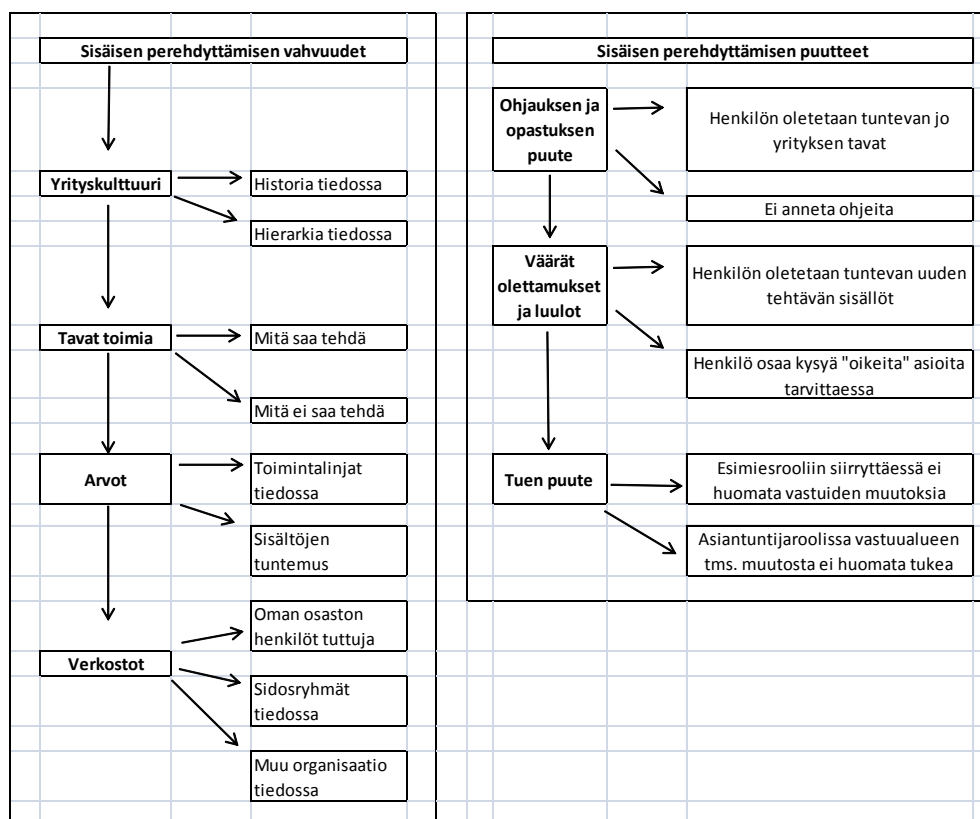 Sisäisen perehdyttämisen vahvuudet
Yrityskulttuuri
Historia tiedossa
Hierarkia tiedossa
Tavat toimia
Mitä saa tehdä
Mitä ei saa tehdä
Arvot
Toimintalinjat
tiedossa
Sisältöjen
tuntemus
Verkostot
Oman osaston
henkilöt tuttuja
Sidosryhmät
tiedossa
Muu organisaatio
tiedossa
Sisäisen perehdyttämisen puutteet
Ohjauksen ja
opastuksen
puute
Henkilön oletetaan tuntevan jo
yrityksen tavat
Ei anneta ohjeita
Väärät
olettamukset
ja luulot
Henkilön oletetaan tuntevan uuden
tehtävän sisällöt
Henkilö osaa kysyä "oikeita" asioita
tarvittaessa
Tuen puute
Esimiesrooliin siirryttäessä ei
huomata vastuiden muutoksia
Asiantuntijaroolissa vastuualueen
tms. muutosta ei huomata tukea